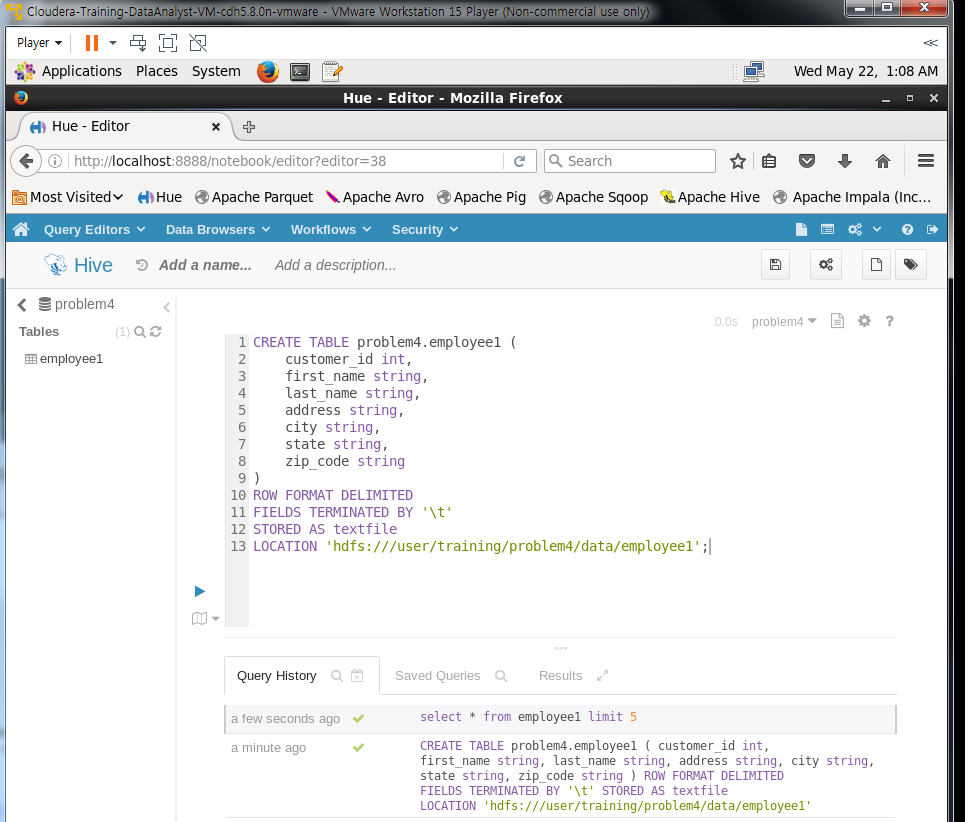 Cloudera-Training-DataAnalyst-VM-cdh5.8.0n-vmware - VMware Workstation 15 Player (Non-commercial use only)
Player
Applications Places System Wed May 22, 1:08 AM
Hue - Editor - Mozilla Firefox
Hue - Editor
http://localhost:8888/notebook/editor?editor=38 Search
Most Visited Hue Apache Parquet Apache Avro Apache Pig Apache Sqoop Apache Hive Apache Impala (Inc...
Query Editors Data Browsers Workflows Security
Hive Add a name... Add a description...
problem4
Tables (1)
employee1
0.0s problem4 ?
1 CREATE TABLE problem4.employee1 (
2 customer_id int,
3 first_name string,
4 last_name string,
5 address string,
6 city string,
7 state string,
8 zip_code string
9 )
10 ROW FORMAT DELIMITED
11 FIELDS TERMINATED BY '\t'
12 STORED AS textfile
13 LOCATION 'hdfs:///user/training/problem4/data/employee1';
Query History Saved Queries Results
a few seconds ago select * from employee1 limit 5
a minute ago CREATE TABLE problem4.employee1 ( customer_id int,
first_name string, last_name string, address string, city string,
state string, zip_code string ) ROW FORMAT DELIMITED
FIELDS TERMINATED BY '\t' STORED AS textfile
LOCATION 'hdfs:///user/training/problem4/data/employee1'